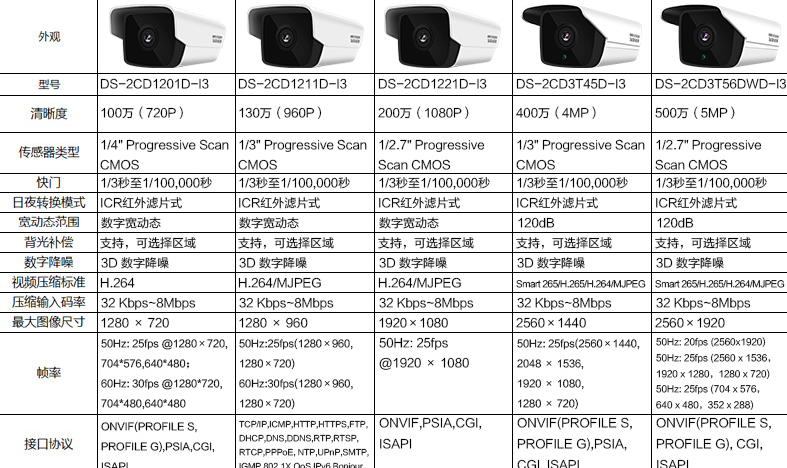 外观
型号 DS-2CD1201D-I3 DS-2CD1211D-I3 DS-2CD1221D-I3 DS-2CD3T45D-I3 DS-2CD3T56DWD-I3
清晰度 100万（720P） 130万（960P） 200万（1080P） 400万（4MP） 500万（5MP）
传感器类型 1/4" Progressive Scan 1/3" Progressive Scan 1/2.7" Progressive 1/3" Progressive Scan 1/2.7" Progressive
CMOS CMOS Scan CMOS CMOS Scan CMOS
快门 1/3秒至1/100,000秒 1/3秒至1/100,000秒 1/3秒至1/100,000秒 1/3秒至1/100,000秒 1/3秒至1/100,000秒
日夜转换模式 ICR红外滤片式 ICR红外滤片式 ICR红外滤片式 ICR红外滤片式 ICR红外滤片式
宽动态范围 数字宽动态 数字宽动态 数字宽动态 120dB 120dB
背光补偿 支持，可选择区域 支持，可选择区域 支持，可选择区域 支持，可选择区域 支持，可选择区域
数字降噪 3D 数字降噪 3D 数字降噪 3D 数字降噪 3D 数字降噪 3D 数字降噪
视频压缩标准 H.264 H.264/MJPEG H.264/MJPEG Smart 265/H.265/H.264/MJPEG Smart 265/H.265/H.264/MJPEG
压缩输入码率 32 Kbps~8Mbps 32 Kbps~8Mbps 32 Kbps~8Mbps 32 Kbps~8Mbps 32 Kbps~8Mbps
最大图像尺寸 1280 × 720 1280 × 960 1920×1080 2560×1440 2560×1920
帧率
50Hz: 25fps @1280×720,
704*576,640*480;
60Hz: 30fps @1280*720,
704*480,640*480
50Hz:25fps(1280×960,
1280×720)
60Hz:30fps(1280×960,
1280×720)
50Hz: 25fps
@1920 × 1080
50Hz: 25fps(2560×1440,
2048 × 1536,
1920 × 1080,
1280 × 720)
50Hz: 20fps (2560x1920)
50Hz: 25fps (2560 x 1536,
1920 x 1280, 1280 x 720)
50Hz: 25fps (704 x 576,
640 x 480, 352 x 288)
接口协议
ONVIF(PROFILE S,
PROFILE G),PSIA,CGI,
ISAPI
TCP/IP,ICMP,HTTP,HTTPS,FTP,
DHCP,DNS,DDNS,RTP,RTSP,
RTCP,PPPoE, NTP,UPnP,SMTP,
IGMP,802.1X,QoS,IPv6,Bonjour
ONVIF,PSIA,CGI,
ISAPI
ONVIF(PROFILE S,
PROFILE G),PSIA,
CGI, ISAPI
ONVIF(PROFILE S,
PROFILE G), CGI,
ISAPI